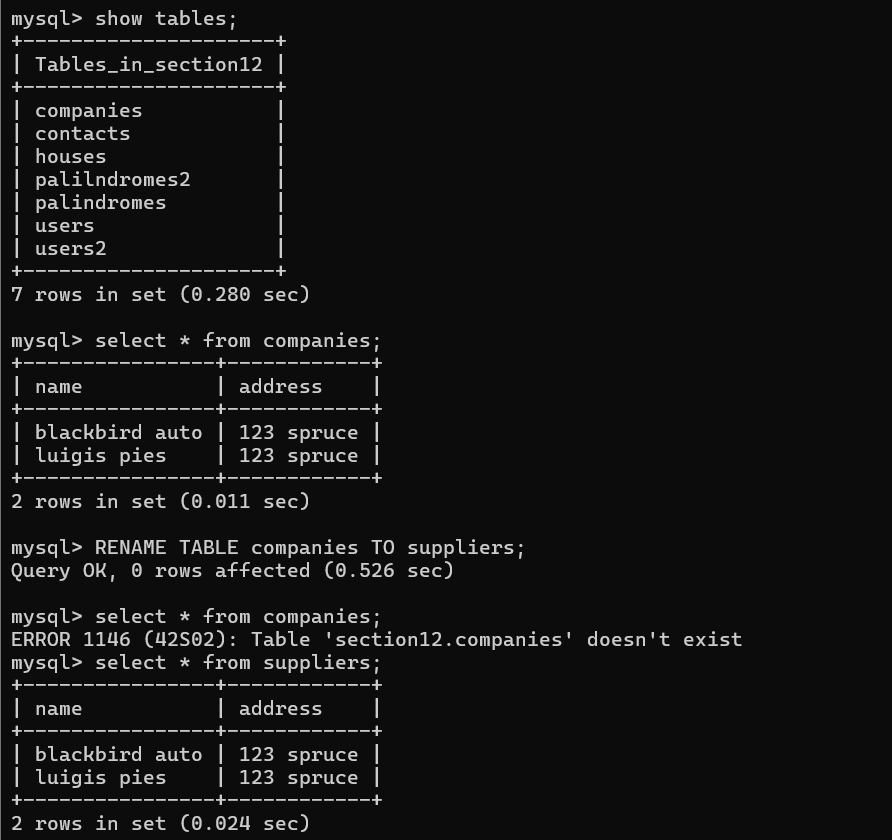 mysql> show tables;
+---------------------+
| Tables_in_section12 |
+---------------------+
| companies           |
| contacts            |
| houses              |
| palilndromes2       |
| palindromes         |
| users               |
| users2              |
+---------------------+
7 rows in set (0.280 sec)

mysql> select * from companies;
+----------------+------------+
| name           | address    |
+----------------+------------+
| blackbird auto | 123 spruce |
| luigis pies    | 123 spruce |
+----------------+------------+
2 rows in set (0.011 sec)

mysql> RENAME TABLE companies TO suppliers;
Query OK, 0 rows affected (0.526 sec)

mysql> select * from companies;
ERROR 1146 (42S02): Table 'section12.companies' doesn't exist
mysql> select * from suppliers;
+----------------+------------+
| name           | address    |
+----------------+------------+
| blackbird auto | 123 spruce |
| luigis pies    | 123 spruce |
+----------------+------------+
2 rows in set (0.024 sec)